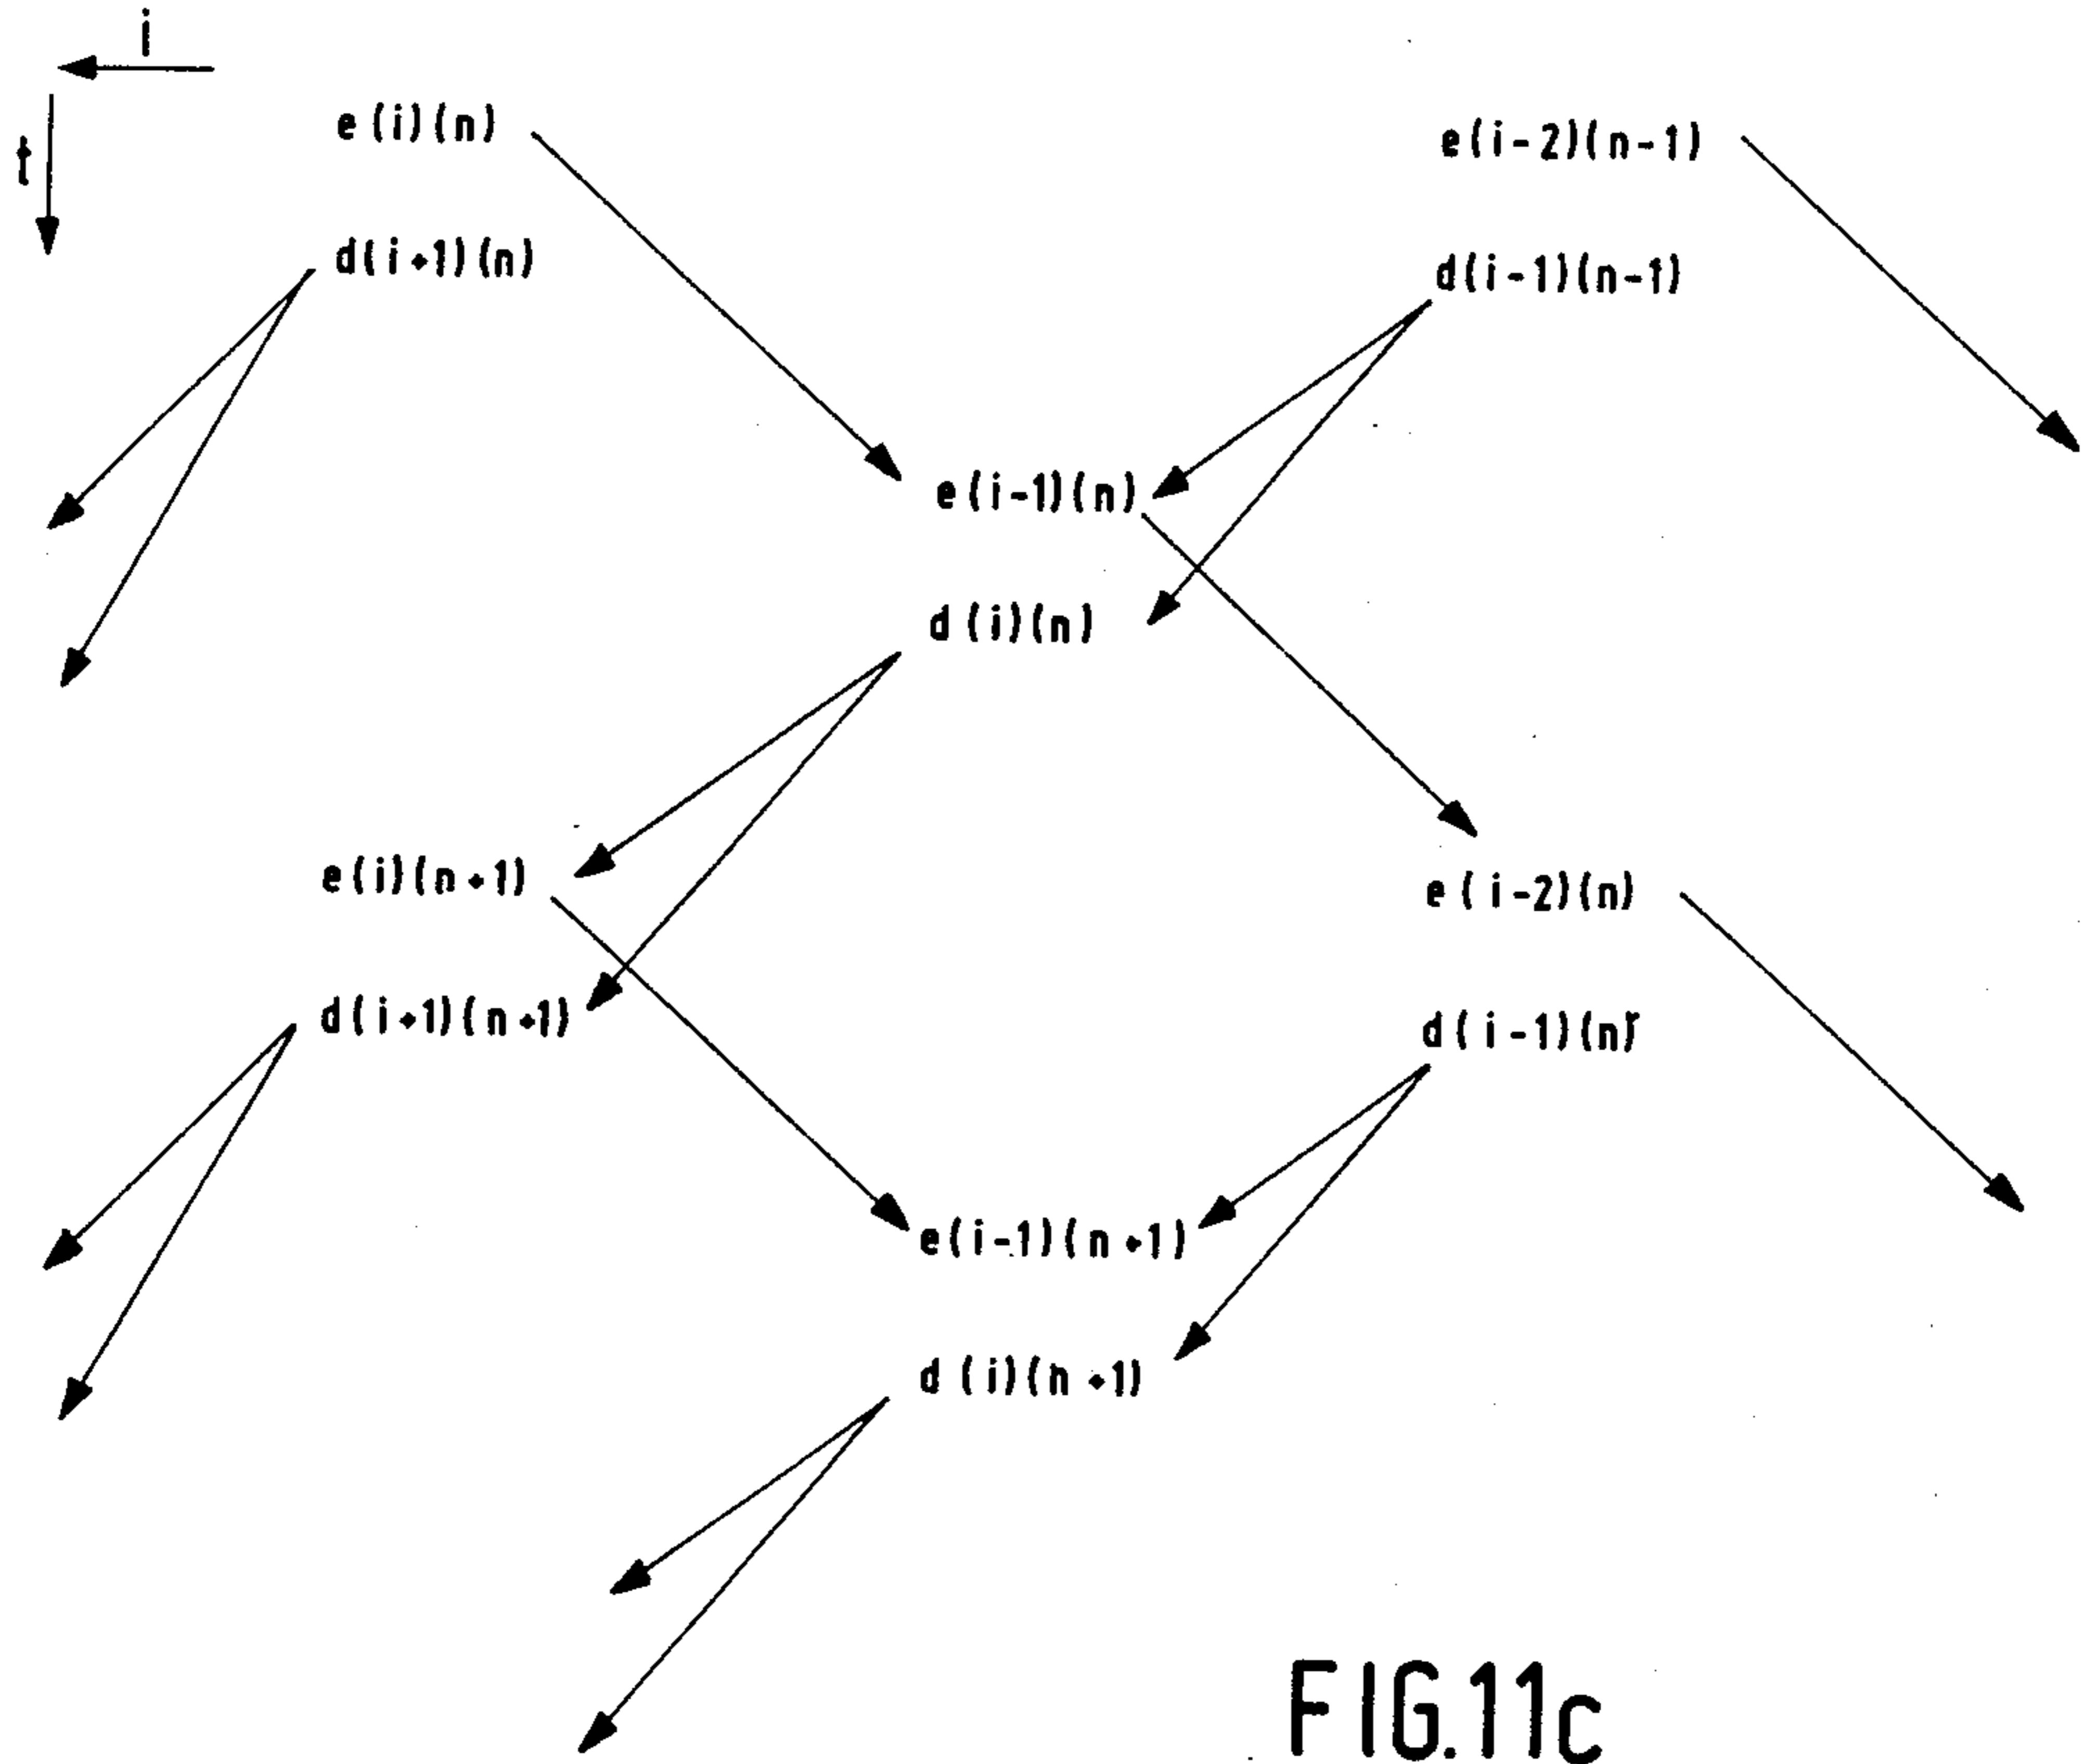 i
t
e(i)(n)
e(i-2)(n-1)
d(i+1)(n)
d(i-1)(n-1)
e(i-1)(n)
d(i)(n)
e(i)(n+1)
e(i-2)(n)
d(i+1)(n+1)
d(i-1)(n)
e(i-1)(n+1)
d(i)(n+1)
FIG.11c